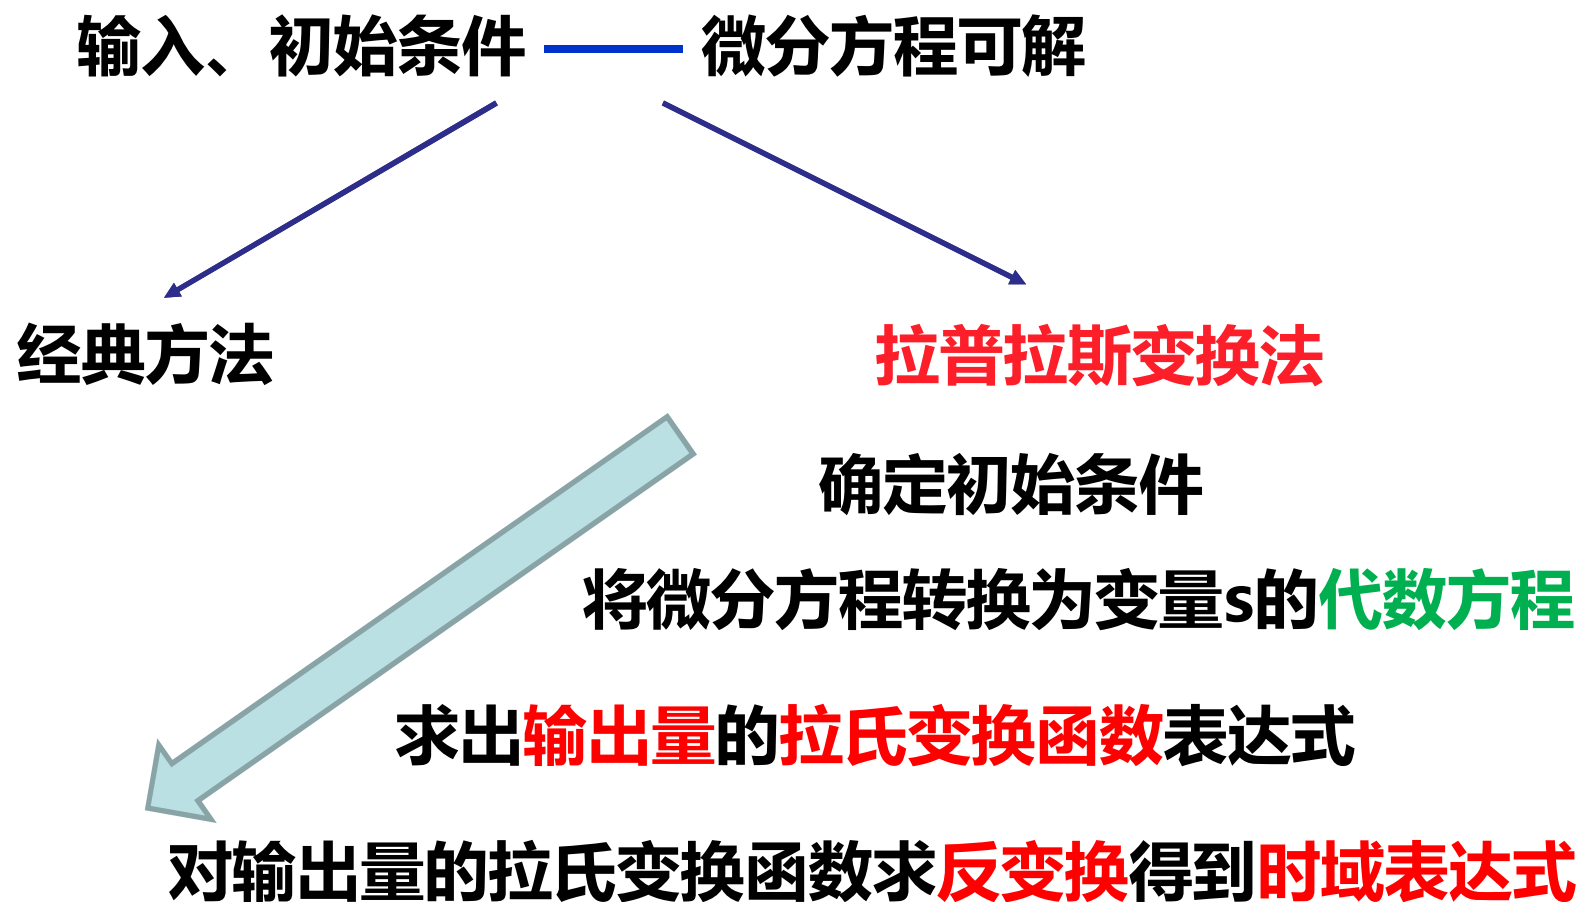 输入、初始条件 微分方程可解
经典方法 拉普拉斯变换法
确定初始条件
将微分方程转换为变量s的代数方程
求出输出量的拉氏变换函数表达式
对输出量的拉氏变换函数求反变换得到时域表达式